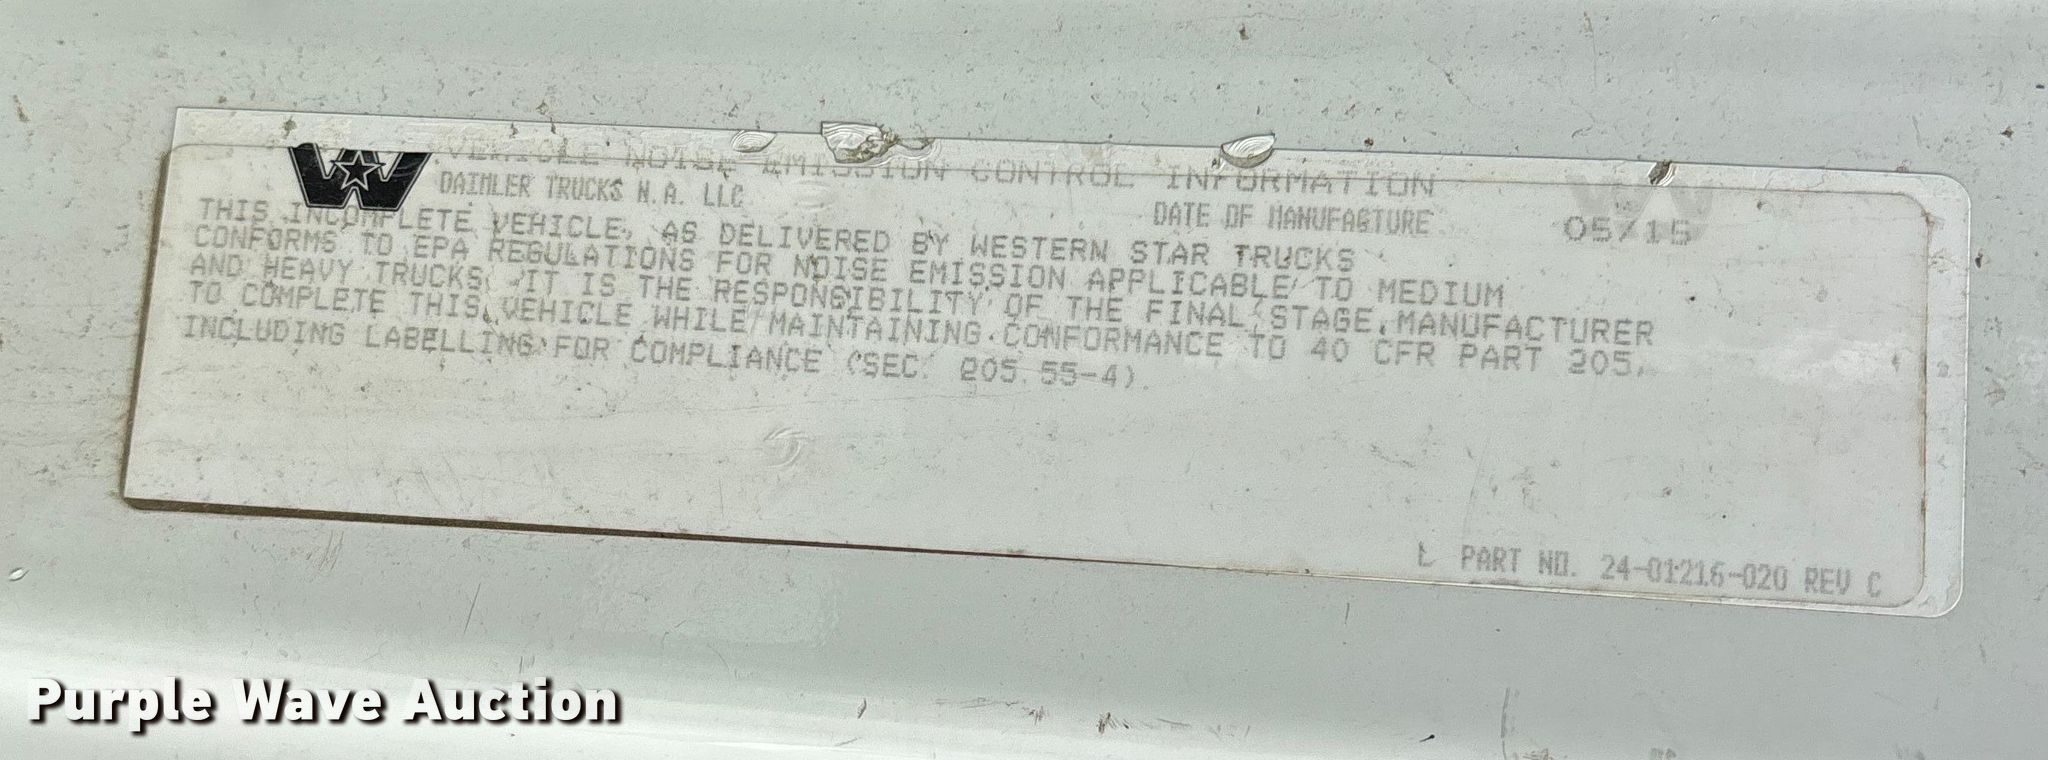 VEHICLE NOISE EMISSION CONTROL INFORMATION
DAIMLER TRUCKS N.A. LLC
DATE OF MANUFACTURE 05/15
THIS INCOMPLETE VEHICLE, AS DELIVERED BY WESTERN STAR TRUCKS
CONFORMS TO EPA REGULATIONS FOR NOISE EMISSION APPLICABLE TO MEDIUM
AND HEAVY TRUCKS. IT IS THE RESPONSIBILITY OF THE FINAL STAGE MANUFACTURER
TO COMPLETE THIS VEHICLE WHILE MAINTAINING CONFORMANCE TO 40 CFR PART 205,
INCLUDING LABELLING FOR COMPLIANCE (SEC. 205.55-4).
L PART NO. 24-01216-020 REV C
Purple Wave Auction